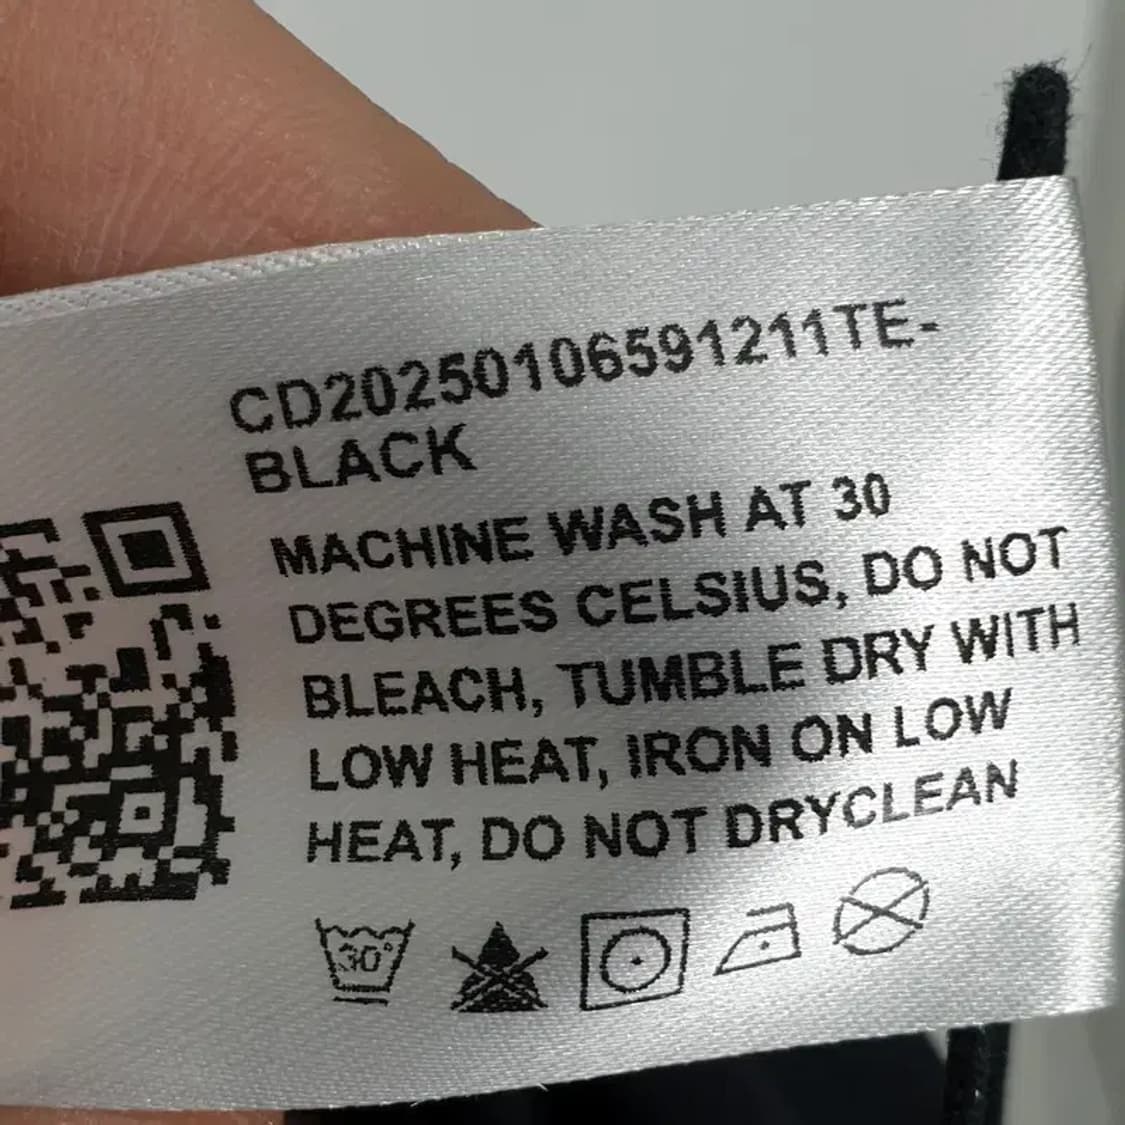 CD20250106591211TE-
BLACK
MACHINE WASH AT 30
DEGREES CELSIUS, DO NOT
BLEACH, TUMBLE DRY WITH
LOW HEAT, IRON ON LOW
HEAT, DO NOT DRYCLEAN
30°